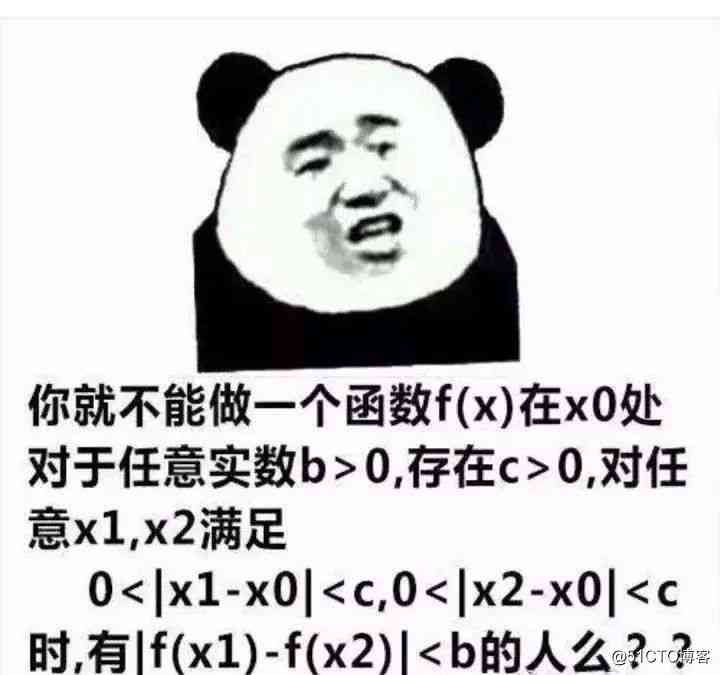 你就不能做一个函数f(x)在x0处
对于任意实数b>0,存在c>0,对任
意x1,x2满足
0<|x1-x0|<c,0<|x2-x0|<c
时,有|f(x1)-f(x2)|<b的人么??
@51CTO博客